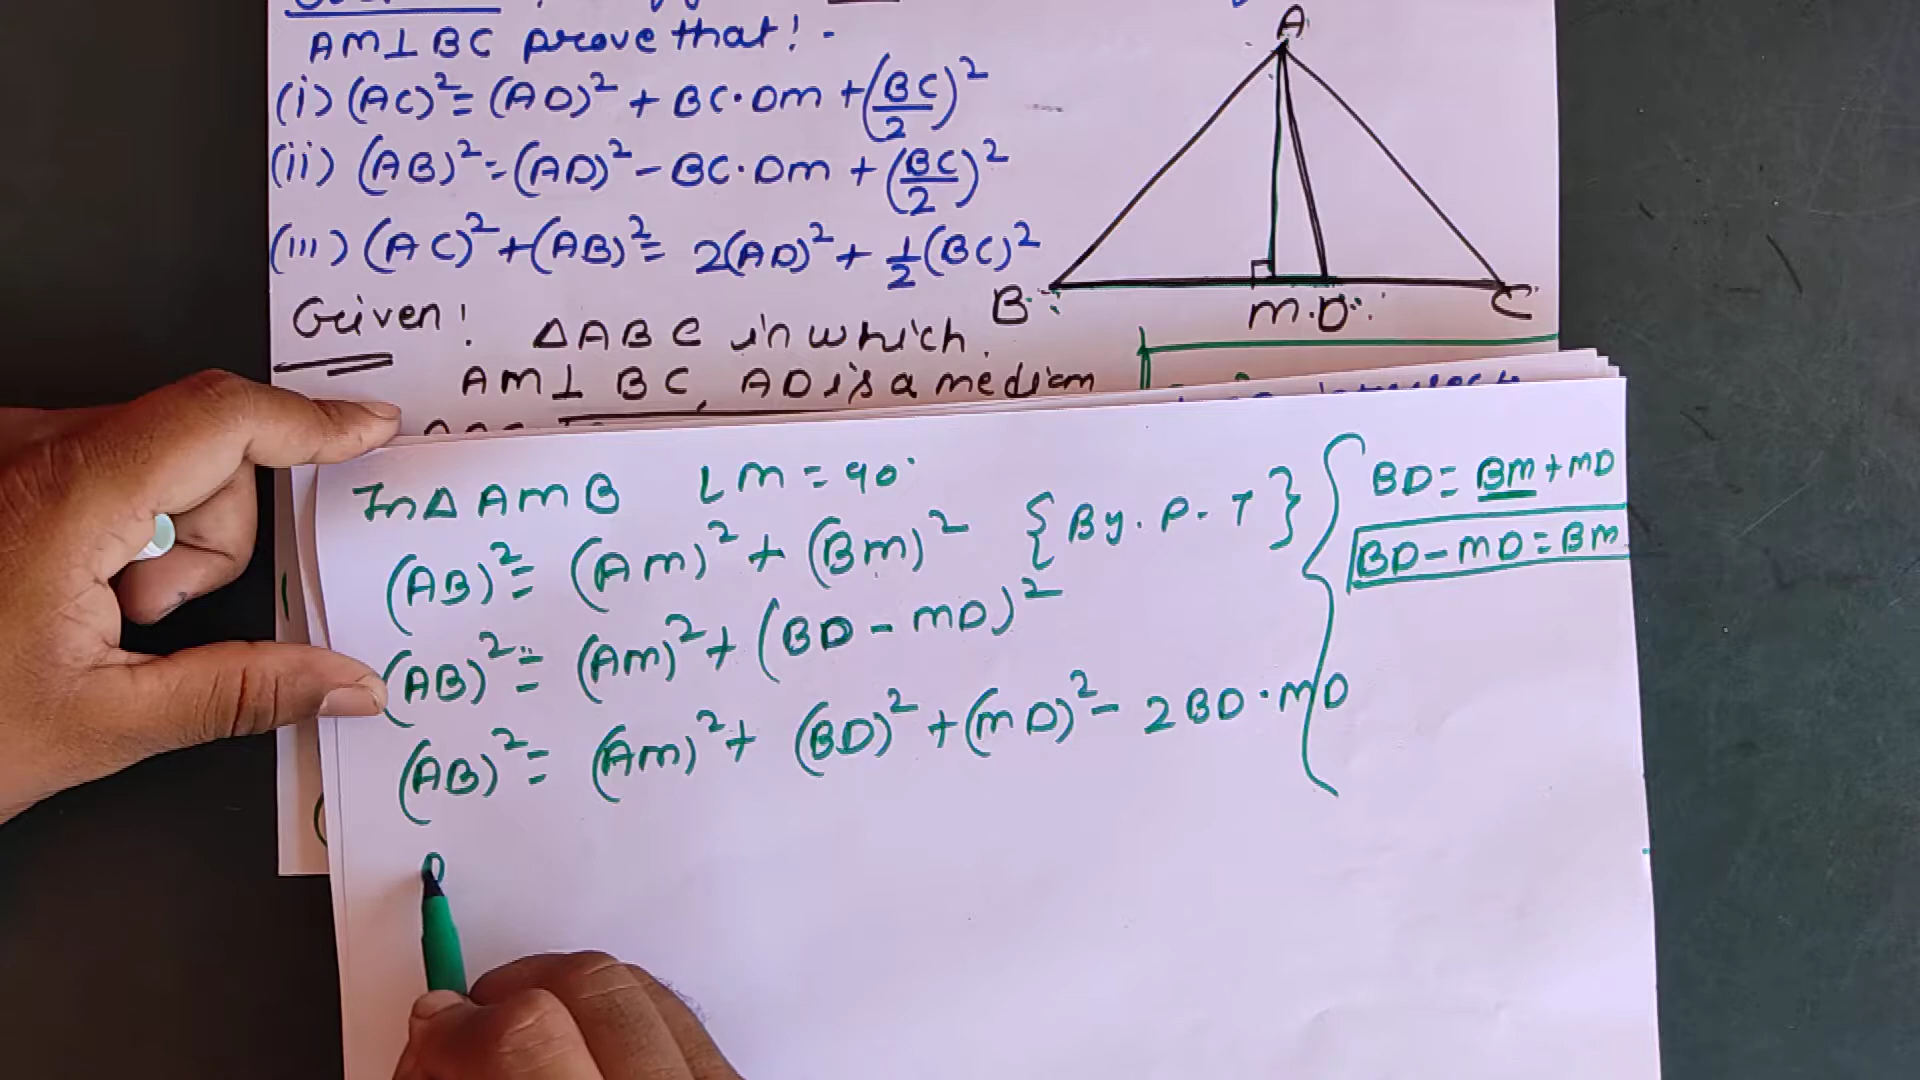 AM⊥BC prove that! -
(i) (AC)²= (AD)² + BC·Dm +(BC/2)²
(ii) (AB)²=(AD)² - BC·Dm + (BC/2)²
(iii) (AC)²+(AB)²= 2(AD)²+ 1/2(BC)²
A
B
M.D
C
Given! ΔABC in which
AM⊥ BC, AD is a median
In Δ AMB ∠M = 90°
(AB)²= (AM)² + (BM)² {By. P. T}
(AB)²= (AM)²+ (BD - MD)²
(AB)²= (AM)²+ (BD)² +(MD)²- 2BD·MD
BD= BM+MD
BD-MD=BM